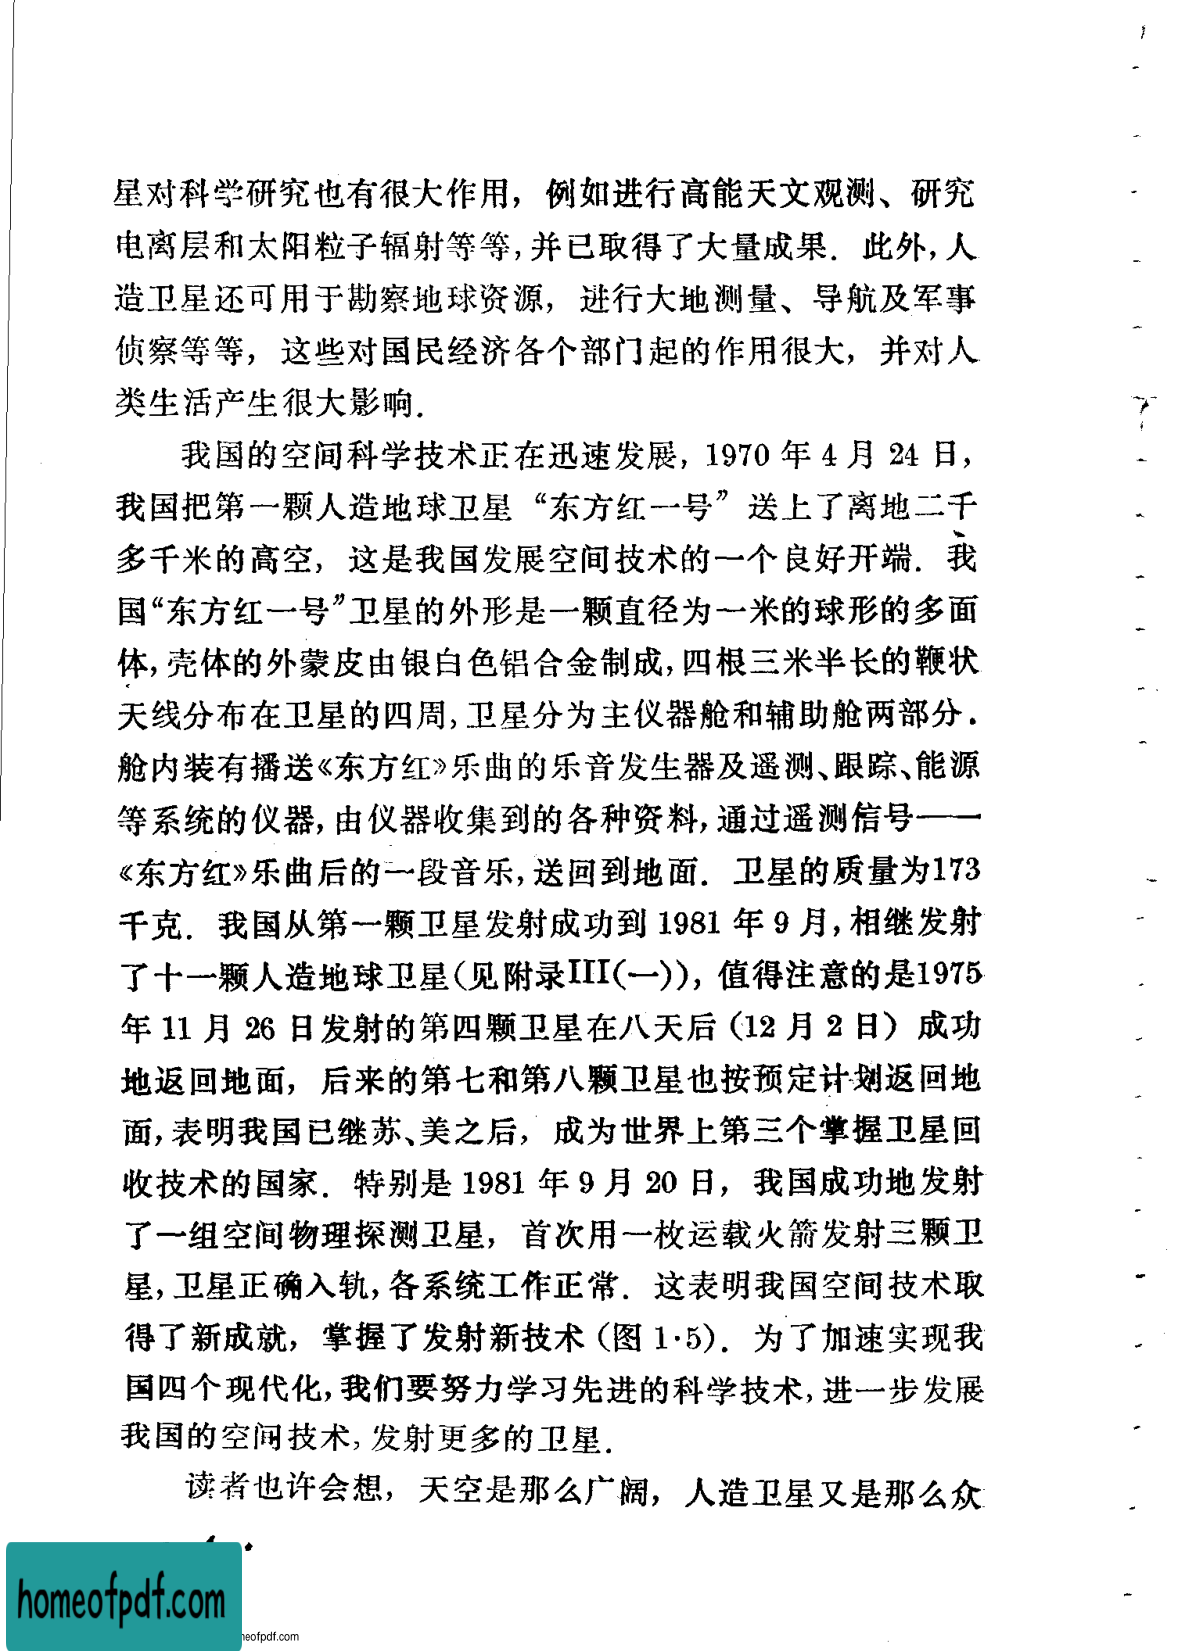 星对科学研究也有很大作用，例如进行高能天文观测、研究
电离层和太阳粒子辐射等等，并已取得了大量成果．此外，人
造卫星还可用于勘察地球资源，进行大地测量、导航及军事
侦察等等，这些对国民经济各个部门起的作用很大，并对人
类生活产生很大影响．
我国的空间科学技术正在迅速发展，1970 年 4 月 24 日，
我国把第一颗人造地球卫星“东方红一号”送上了离地二千
多千米的高空，这是我国发展空间技术的一个良好开端．我
国“东方红一号”卫星的外形是一颗直径为一米的球形的多面
体，壳体的外蒙皮由银白色铝合金制成，四根三米半长的鞭状
天线分布在卫星的四周，卫星分为主仪器舱和辅助舱两部分．
舱内装有播送《东方红》乐曲的乐音发生器及遥测、跟踪、能源
等系统的仪器，由仪器收集到的各种资料，通过遥测信号——
《东方红》乐曲后的一段音乐，送回到地面．卫星的质量为173
千克．我国从第一颗卫星发射成功到 1981 年 9 月，相继发射
了十一颗人造地球卫星（见附录III(一)），值得注意的是1975
年 11 月 26 日发射的第四颗卫星在八天后（12 月 2 日）成功
地返回地面，后来的第七和第八颗卫星也按预定计划返回地
面，表明我国已继苏、美之后，成为世界上第三个掌握卫星回
收技术的国家．特别是 1981 年 9 月 20 日，我国成功地发射
了一组空间物理探测卫星，首次用一枚运载火箭发射三颗卫
星，卫星正确入轨，各系统工作正常．这表明我国空间技术取
得了新成就，掌握了发射新技术（图 1·5）．为了加速实现我
国四个现代化，我们要努力学习先进的科学技术，进一步发展
我国的空间技术，发射更多的卫星．
读者也许会想，天空是那么广阔，人造卫星又是那么众
homeofpdf.com
eofpdf.com